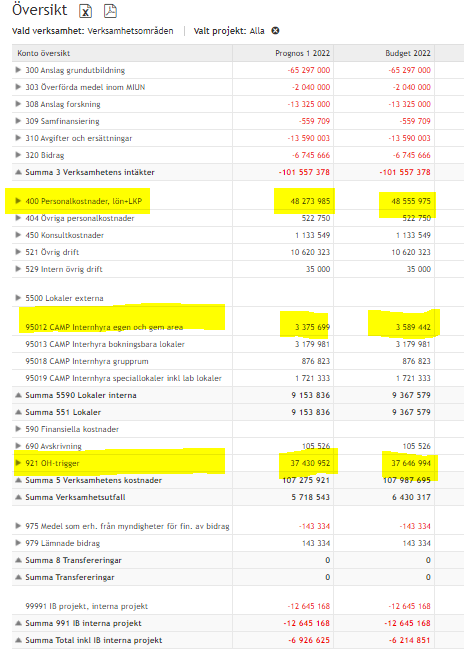 Översikt
Vald verksamhet: Verksamhetsområden | Valt projekt: Alla
Konto översikt Prognos 1 2022 Budget 2022
300 Anslag grundutbildning -65 297 000 -65 297 000
303 Överförda medel inom MIUN -2 040 000 -2 040 000
308 Anslag forskning -13 325 000 -13 325 000
309 Samfinansiering -559 709 -559 709
310 Avgifter och ersättningar -13 590 003 -13 590 003
320 Bidrag -6 745 666 -6 745 666
Summa 3 Verksamhetens intäkter -101 557 378 -101 557 378
400 Personalkostnader, lön+LKP 48 273 985 48 555 975
404 Övriga personalkostnader 522 750 522 750
450 Konsultkostnader 1 133 549 1 133 549
521 Övrig drift 10 620 323 10 620 323
529 Intern övrig drift 35 000 35 000
5500 Lokaler externa
95012 CAMP Internhyra egen och gem area 3 375 699 3 589 442
95013 CAMP Interhyra bokningsbara lokaler 3 179 981 3 179 981
95018 CAMP Internhyra grupprum 876 823 876 823
95019 CAMP Internhyra speciallokaler inkl lab lokaler 1 721 333 1 721 333
Summa 5590 Lokaler interna 9 153 836 9 367 579
Summa 551 Lokaler 9 153 836 9 367 579
590 Finansiella kostnader
690 Avskrivning 105 526 105 526
921 OH-trigger 37 430 952 37 646 994
Summa 5 Verksamhetens kostnader 107 275 921 107 987 695
Summa Verksamhetsutfall 5 718 543 6 430 317
975 Medel som erh. från myndigheter för fin. av bidrag -143 334 -143 334
979 Lämnade bidrag 143 334 143 334
Summa 8 Transfereringar 0 0
Summa Transfereringar 0 0
99991 IB projekt, interna projekt -12 645 168 -12 645 168
Summa 991 IB interna projekt -12 645 168 -12 645 168
Summa Total inkl IB interna projekt -6 926 625 -6 214 851